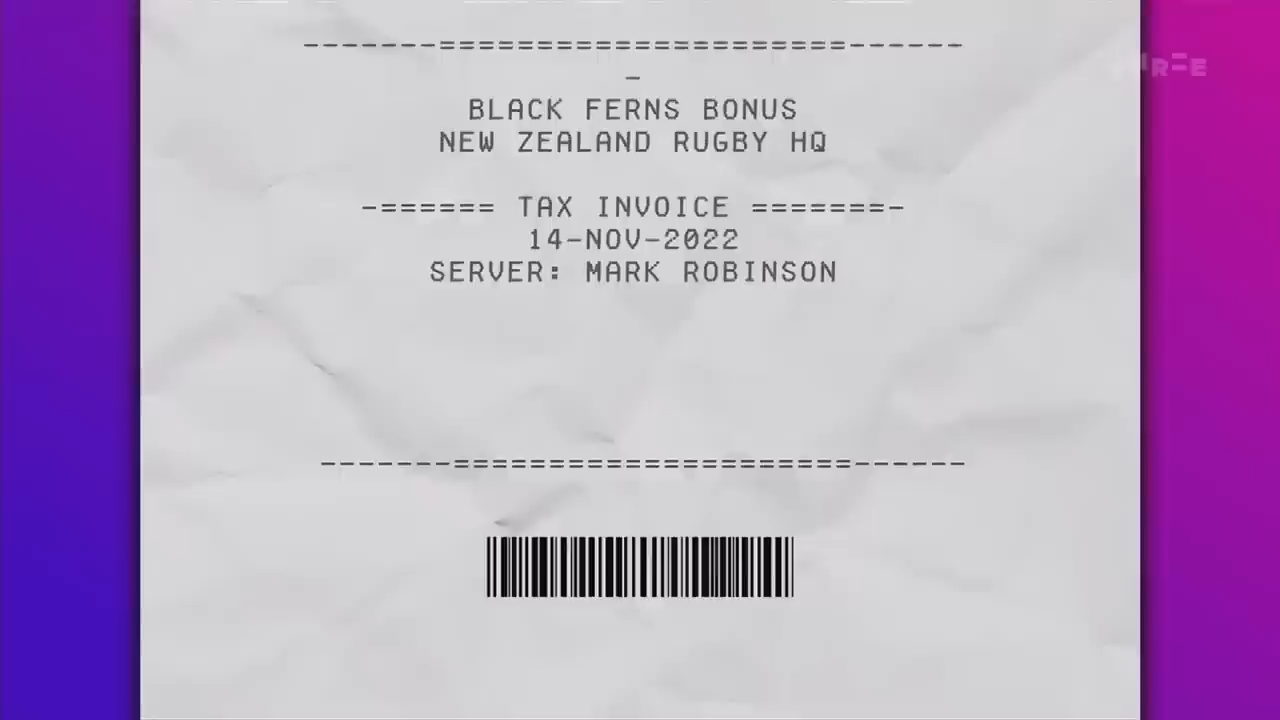 -------=====================------
-
BLACK FERNS BONUS
NEW ZEALAND RUGBY HQ
-====== TAX INVOICE =======-
14-NOV-2022
SERVER: MARK ROBINSON
-------=====================------